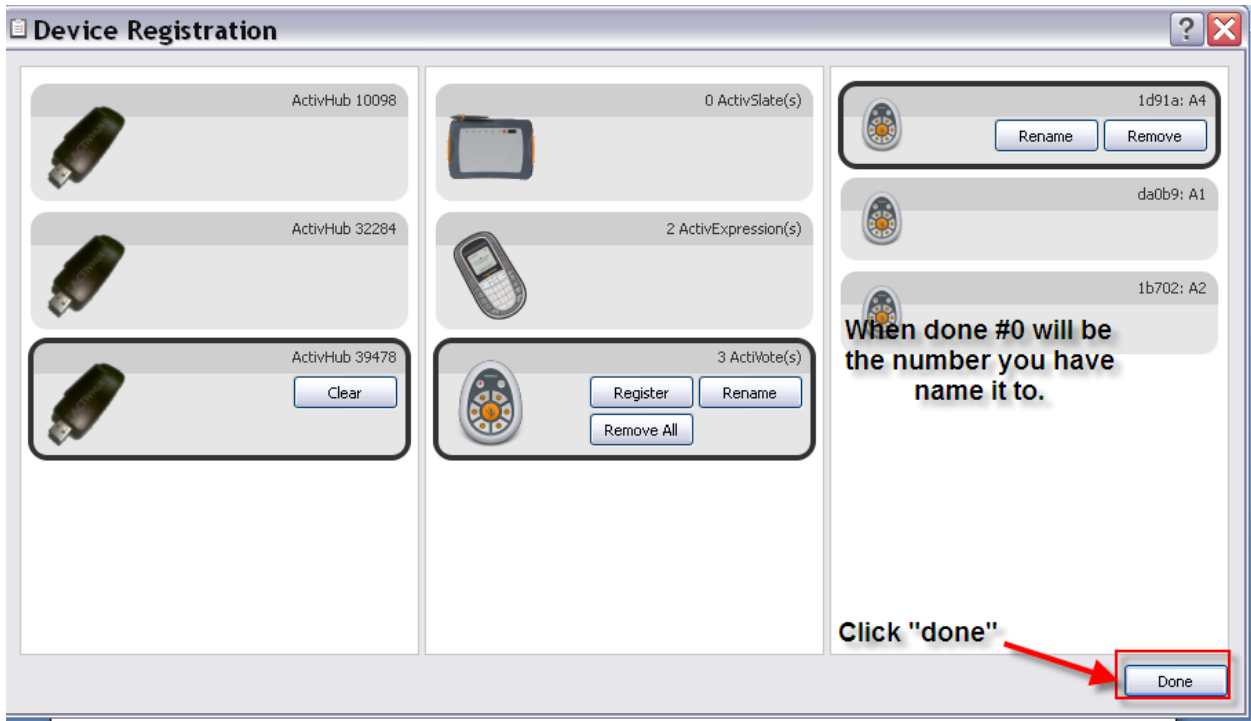 Device Registration
?
X
ActivHub 10098
ActivHub 32284
ActivHub 39478
Clear
0 ActivSlate(s)
2 ActivExpression(s)
3 ActiVote(s)
Register
Rename
Remove All
1d91a: A4
Rename
Remove
da0b9: A1
1b702: A2
When done #0 will be
the number you have
name it to.
Click "done"
Done